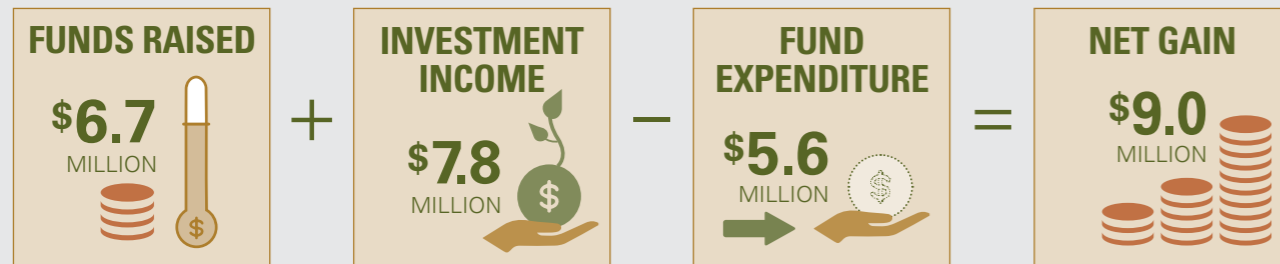 FUNDS RAISED
$6.7
MILLION
$
+
INVESTMENT
INCOME
$7.8
MILLION
$
−
FUND
EXPENDITURE
$5.6
MILLION
$
=
NET GAIN
$9.0
MILLION